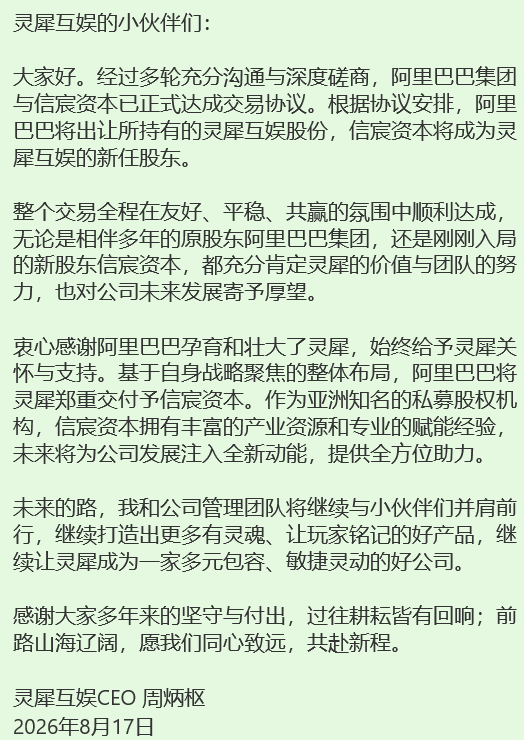 灵犀互娱的小伙伴们：
大家好。经过多轮充分沟通与深度磋商，阿里巴巴集团
与信宸资本已正式达成交易协议。根据协议安排，阿里
巴巴将出让所持有的灵犀互娱股份，信宸资本将成为灵
犀互娱的新任股东。
整个交易全程在友好、平稳、共赢的氛围中顺利达成，
无论是相伴多年的原股东阿里巴巴集团，还是刚刚入局
的新股东信宸资本，都充分肯定灵犀的价值与团队的努
力，也对公司未来发展寄予厚望。
衷心感谢阿里巴巴孕育和壮大了灵犀，始终给予灵犀关
怀与支持。基于自身战略聚焦的整体布局，阿里巴巴将
灵犀郑重交付予信宸资本。作为亚洲知名的私募股权机
构，信宸资本拥有丰富的产业资源和专业的赋能经验，
未来将为公司发展注入全新动能，提供全方位助力。
未来的路，我和公司管理团队将继续与小伙伴们并肩前
行，继续打造出更多有灵魂、让玩家铭记的好产品，继
续让灵犀成为一家多元包容、敏捷灵动的好公司。
感谢大家多年来的坚守与付出，过往耕耘皆有回响；前
路山海辽阔，愿我们同心致远，共赴新程。
灵犀互娱CEO 周炳枢
2026年8月17日